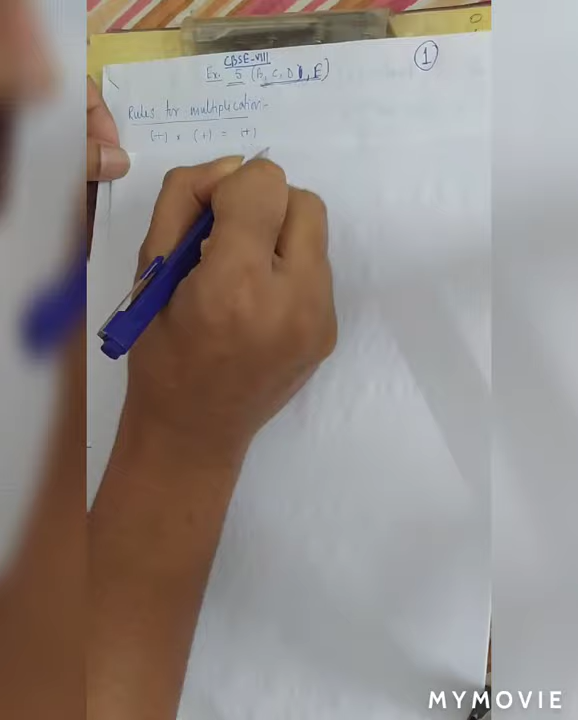 CBSE-VIII
Ex. 5 (B, C, D, E)
1
Rules for multiplication:-
(+) × (+) = (+)
MYMOVIE